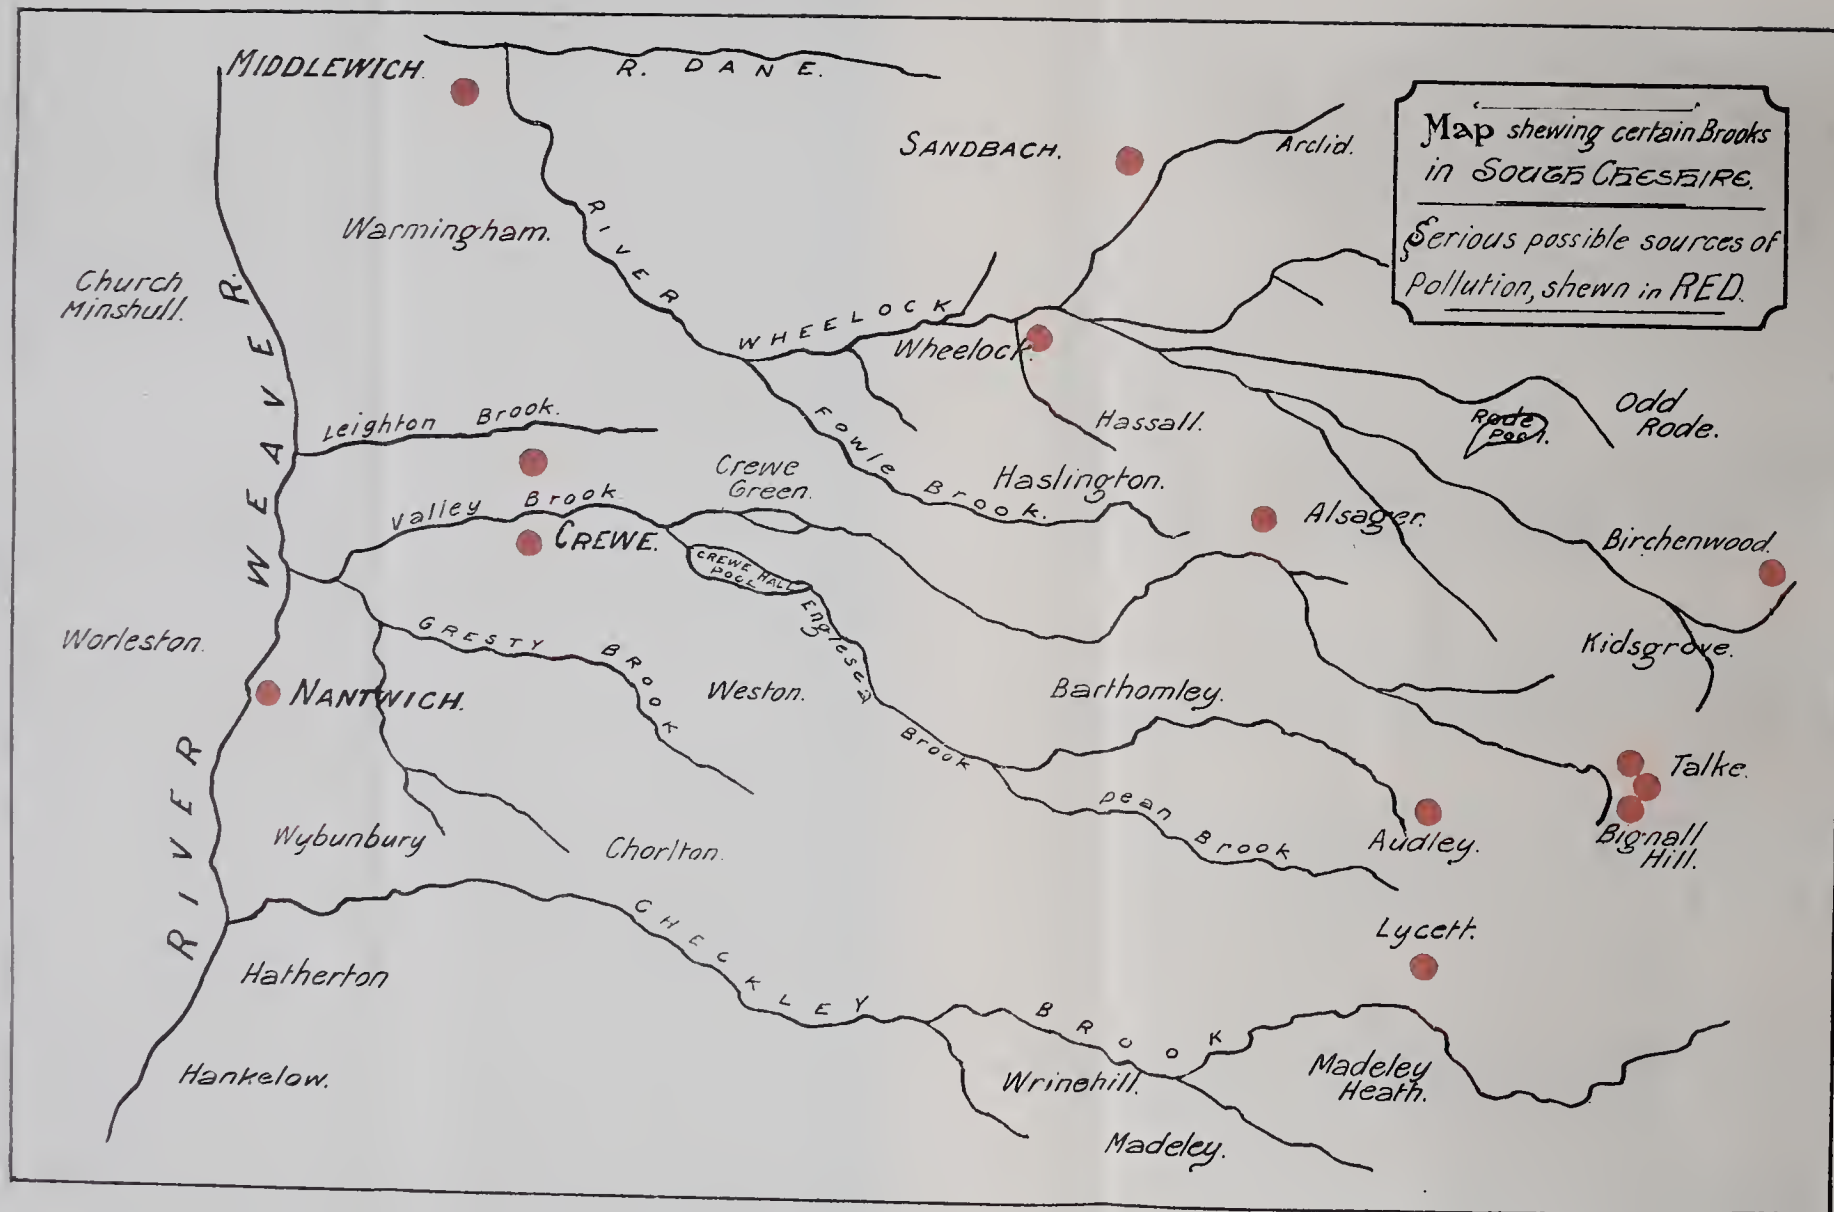 MIDDLEWICH.
R. DANE.
SANDBACH.
Arclid.
Map shewing certain Brooks
in SOUTH CHESHIRE.
Serious possible sources of
Pollution, shewn in RED.
Warmingham.
RIVER WHEELOCK
Church
Minshull.
RIVER WEAVER.
Wheelock.
Hassall.
Rode
Pool.
Odd
Rode.
Leighton Brook.
Fowle Brook.
Crewe
Green.
Haslington.
Valley Brook
CREWE.
Alsager.
Birchenwood.
CREWE HALL
POOL
Englesea Brook
Worleston.
GRESTY BROOK
Weston.
Barthomley.
Kidsgrove.
NANTWICH.
Talke.
Dean Brook
Wybunbury
Chorlton.
Audley.
Bignall
Hill.
CHECKLEY BROOK
Lycett.
Hatherton
Hankelow.
Wrinehill.
Madeley
Heath.
Madeley.